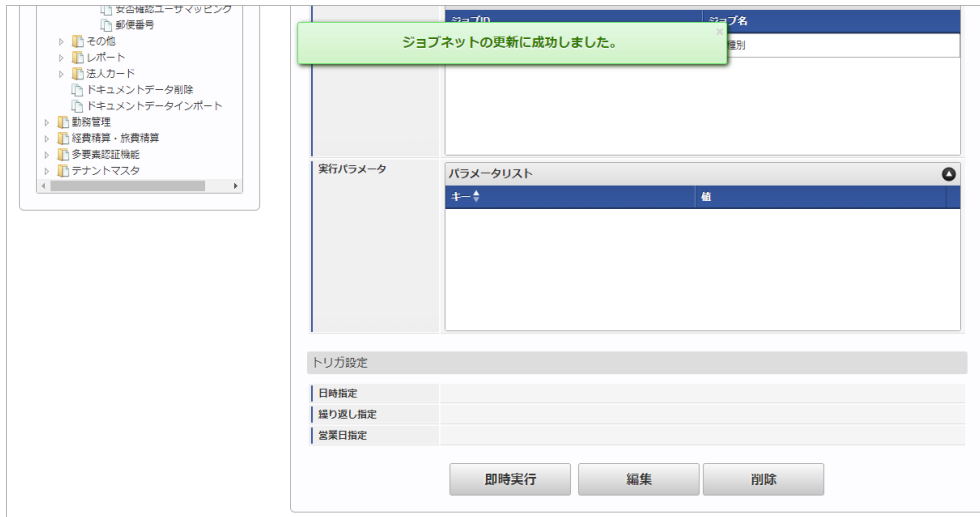 安否確認ユーザマッピング
郵便番号
その他
レポート
法人カード
ドキュメントデータ削除
ドキュメントデータインポート
勤務管理
経費精算・旅費精算
多要素認証機能
テナントマスタ
ジョブID ジョブ名
種別
ジョブネットの更新に成功しました。
×
実行パラメータ
パラメータリスト
キー 値
トリガ設定
日時指定
繰り返し指定
営業日指定
即時実行 編集 削除